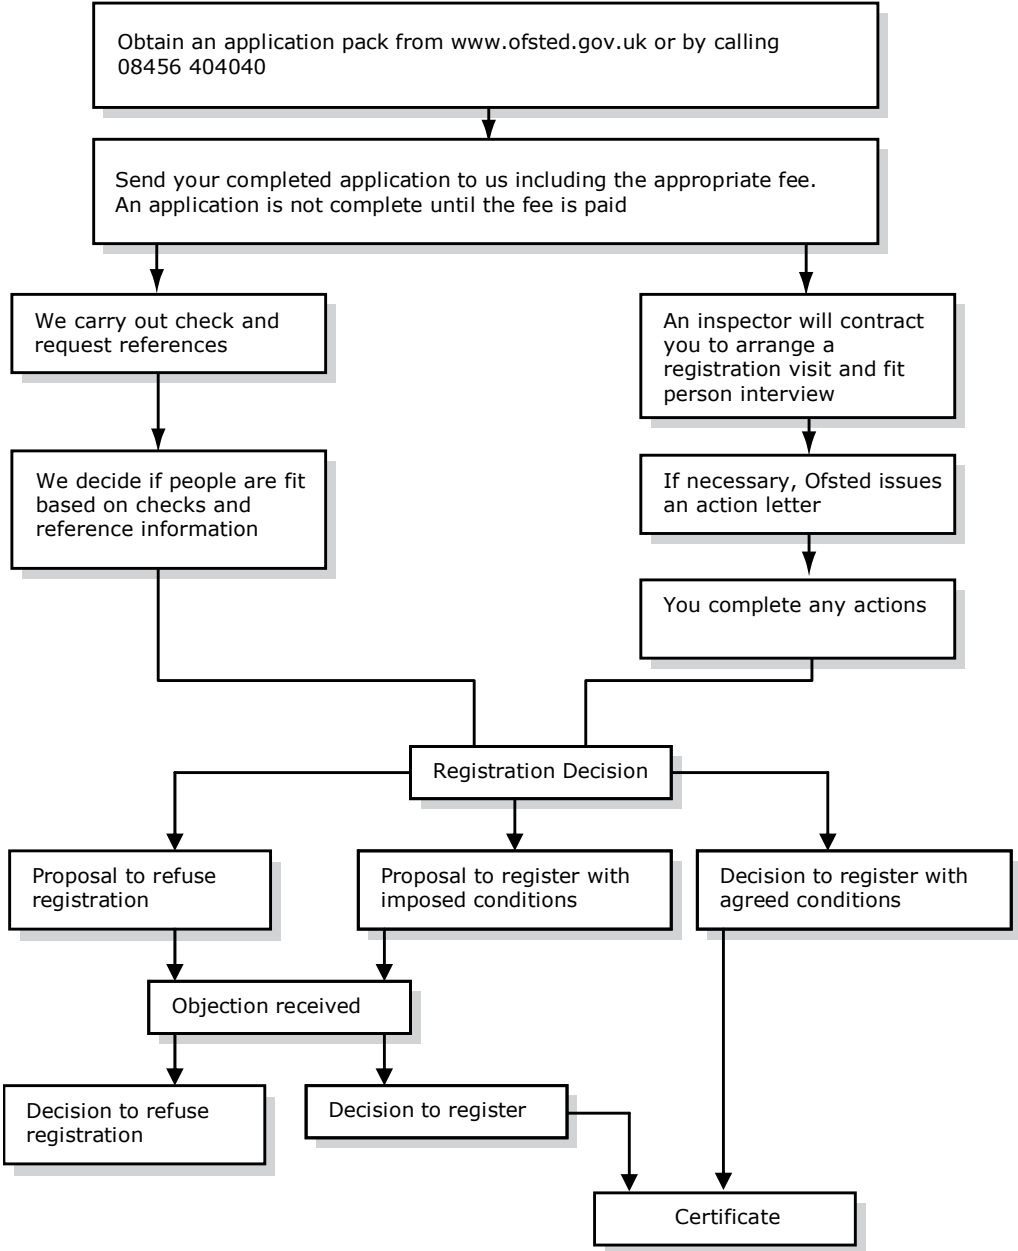 Obtain an application pack from www.ofsted.gov.uk or by calling
08456 404040
Send your completed application to us including the appropriate fee.
An application is not complete until the fee is paid
We carry out check and
request references
An inspector will contract
you to arrange a
registration visit and fit
person interview
We decide if people are fit
based on checks and
reference information
If necessary, Ofsted issues
an action letter
You complete any actions
Registration Decision
Proposal to refuse
registration
Proposal to register with
imposed conditions
Decision to register with
agreed conditions
Objection received
Decision to refuse
registration
Decision to register
Certificate